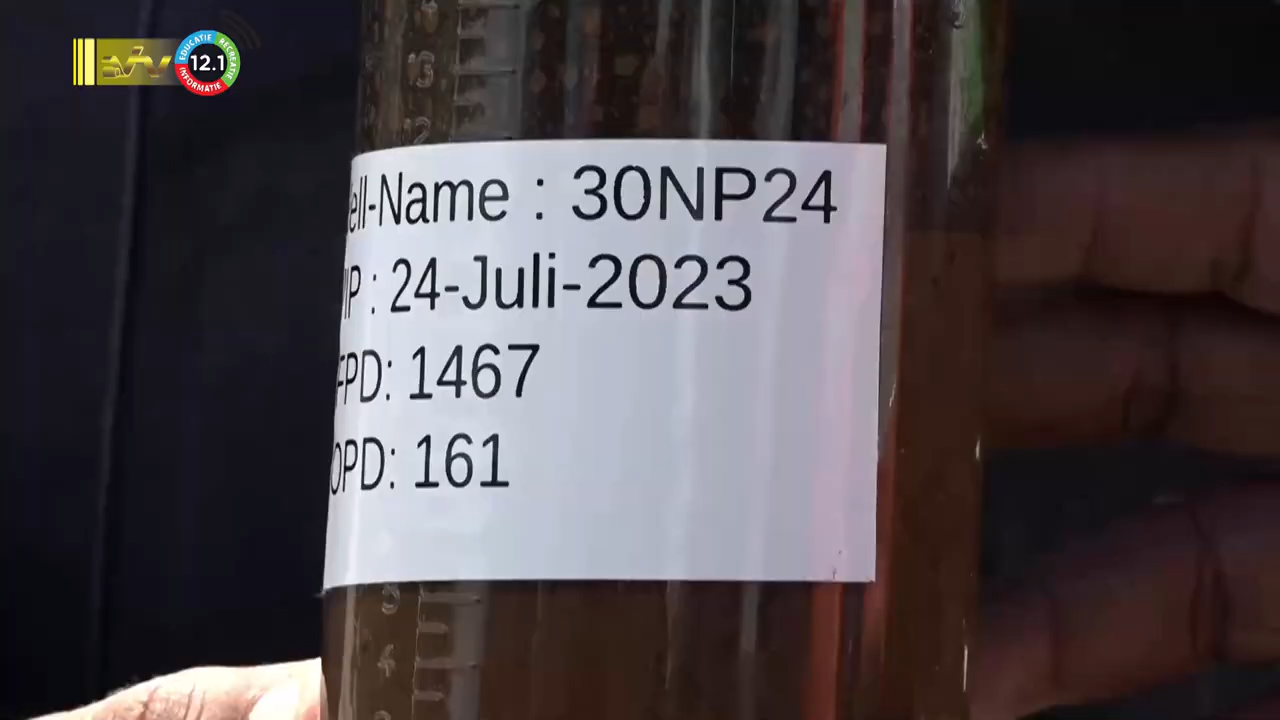 EDUCATIE
RECREATIE
INFORMATIE
12.1
ell-Name : 30NP24
IP : 24-Juli-2023
FPD: 1467
OPD: 161